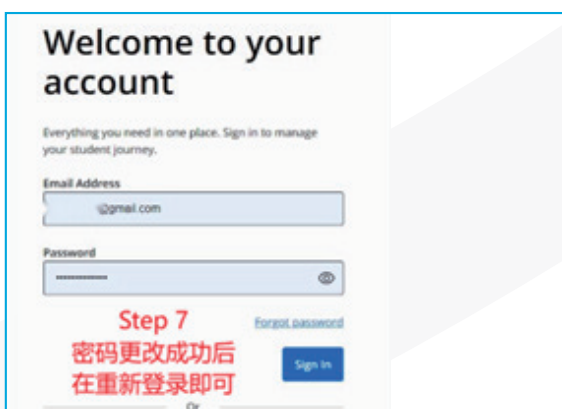 Welcome to your
account
Everything you need in one place. Sign in to manage
your student journey.
Email Address
@gmail.com
Password
Step 7
Forgot password
密码更改成功后
Sign In
在重新登录即可
Or